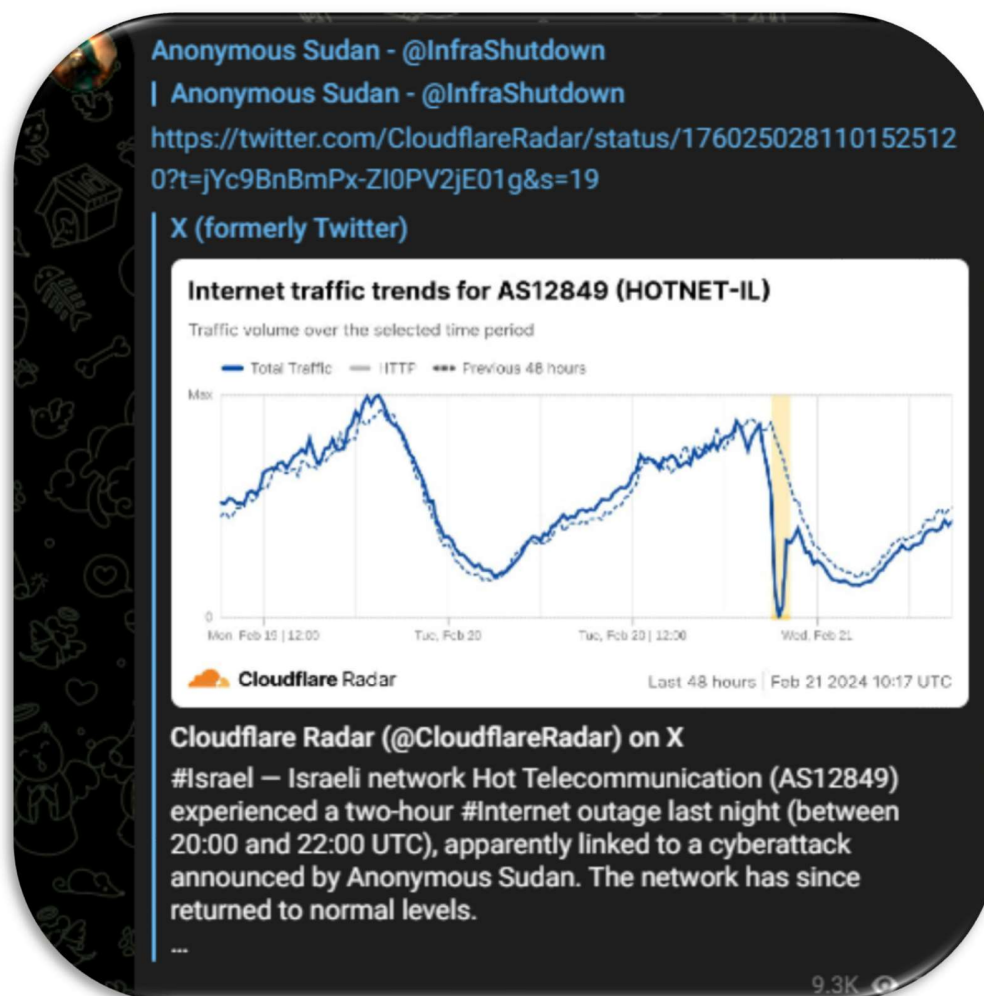 Anonymous Sudan - @InfraShutdown
Anonymous Sudan - @InfraShutdown
https://twitter.com/CloudflareRadar/status/176025028110152512
0?t=jYc9BnBmPx-ZI0PV2jE01g&s=19
X (formerly Twitter)
Internet traffic trends for AS12849 (HOTNET-IL)
Traffic volume over the selected time period
Total Traffic HTTP Previous 48 hours
Max
0
Mon, Feb 19 | 12:00 Tue, Feb 20 Tue, Feb 20 | 12:00 Wed, Feb 21
Cloudflare Radar Last 48 hours | Feb 21 2024 10:17 UTC
Cloudflare Radar (@CloudflareRadar) on X
#Israel — Israeli network Hot Telecommunication (AS12849)
experienced a two-hour #Internet outage last night (between
20:00 and 22:00 UTC), apparently linked to a cyberattack
announced by Anonymous Sudan. The network has since
returned to normal levels.
...
9.3K